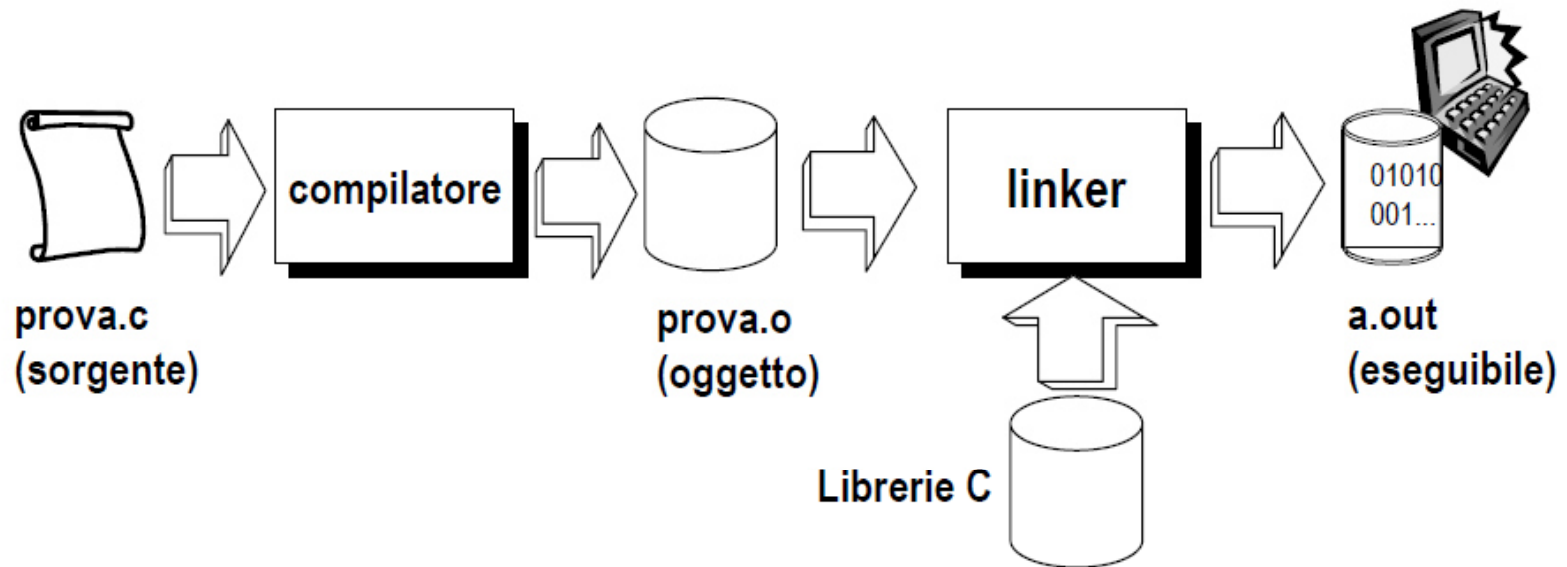 compilatore
linker
01010
001...
prova.c
(sorgente)
prova.o
(oggetto)
a.out
(eseguibile)
Librerie C